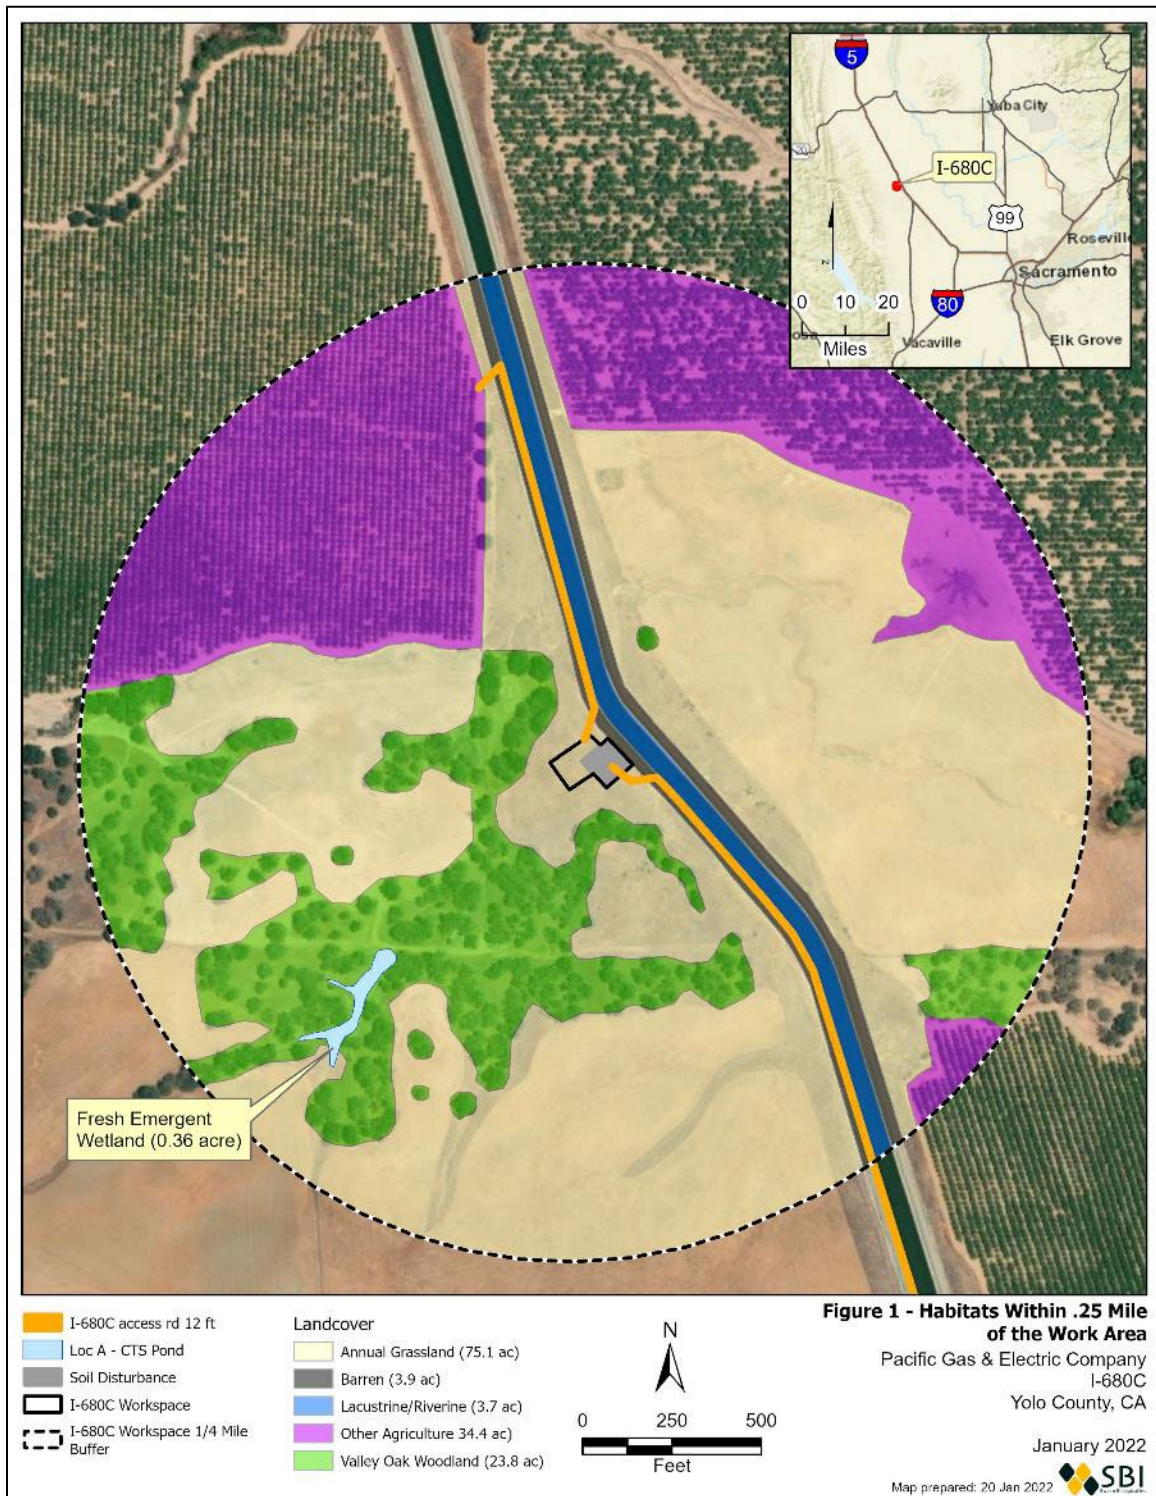 5
Yuba City
20
I-680C
99
Roseville
Sacramento
80
Elk Grove
Vacaville
osa
z
0 10 20
Miles
Fresh Emergent
Wetland (0.36 acre)
I-680C access rd 12 ft
Loc A - CTS Pond
Soil Disturbance
I-680C Workspace
I-680C Workspace 1/4 Mile
Buffer
Landcover
Annual Grassland (75.1 ac)
Barren (3.9 ac)
Lacustrine/Riverine (3.7 ac)
Other Agriculture 34.4 ac)
Valley Oak Woodland (23.8 ac)
N
0 250 500
Feet
Figure 1 - Habitats Within .25 Mile
of the Work Area
Pacific Gas & Electric Company
I-680C
Yolo County, CA
January 2022
Map prepared: 20 Jan 2022
SBI